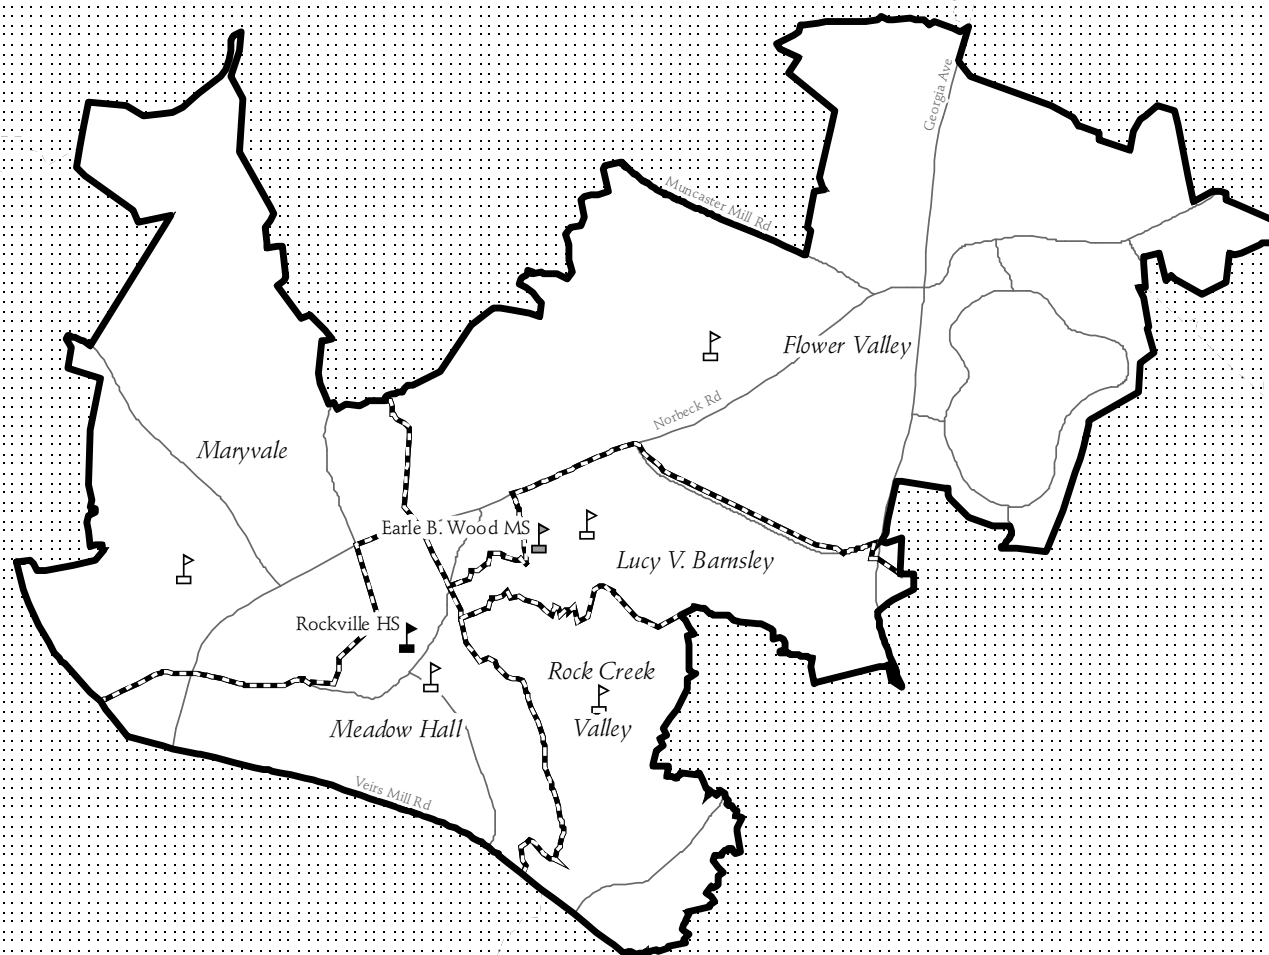 Georgia Ave
Muncaster Mill Rd
Flower Valley
Norbeck Rd
Maryvale
Earle B. Wood MS
Lucy V. Barnsley
Rockville HS
Rock Creek
Valley
Meadow Hall
Veirs Mill Rd